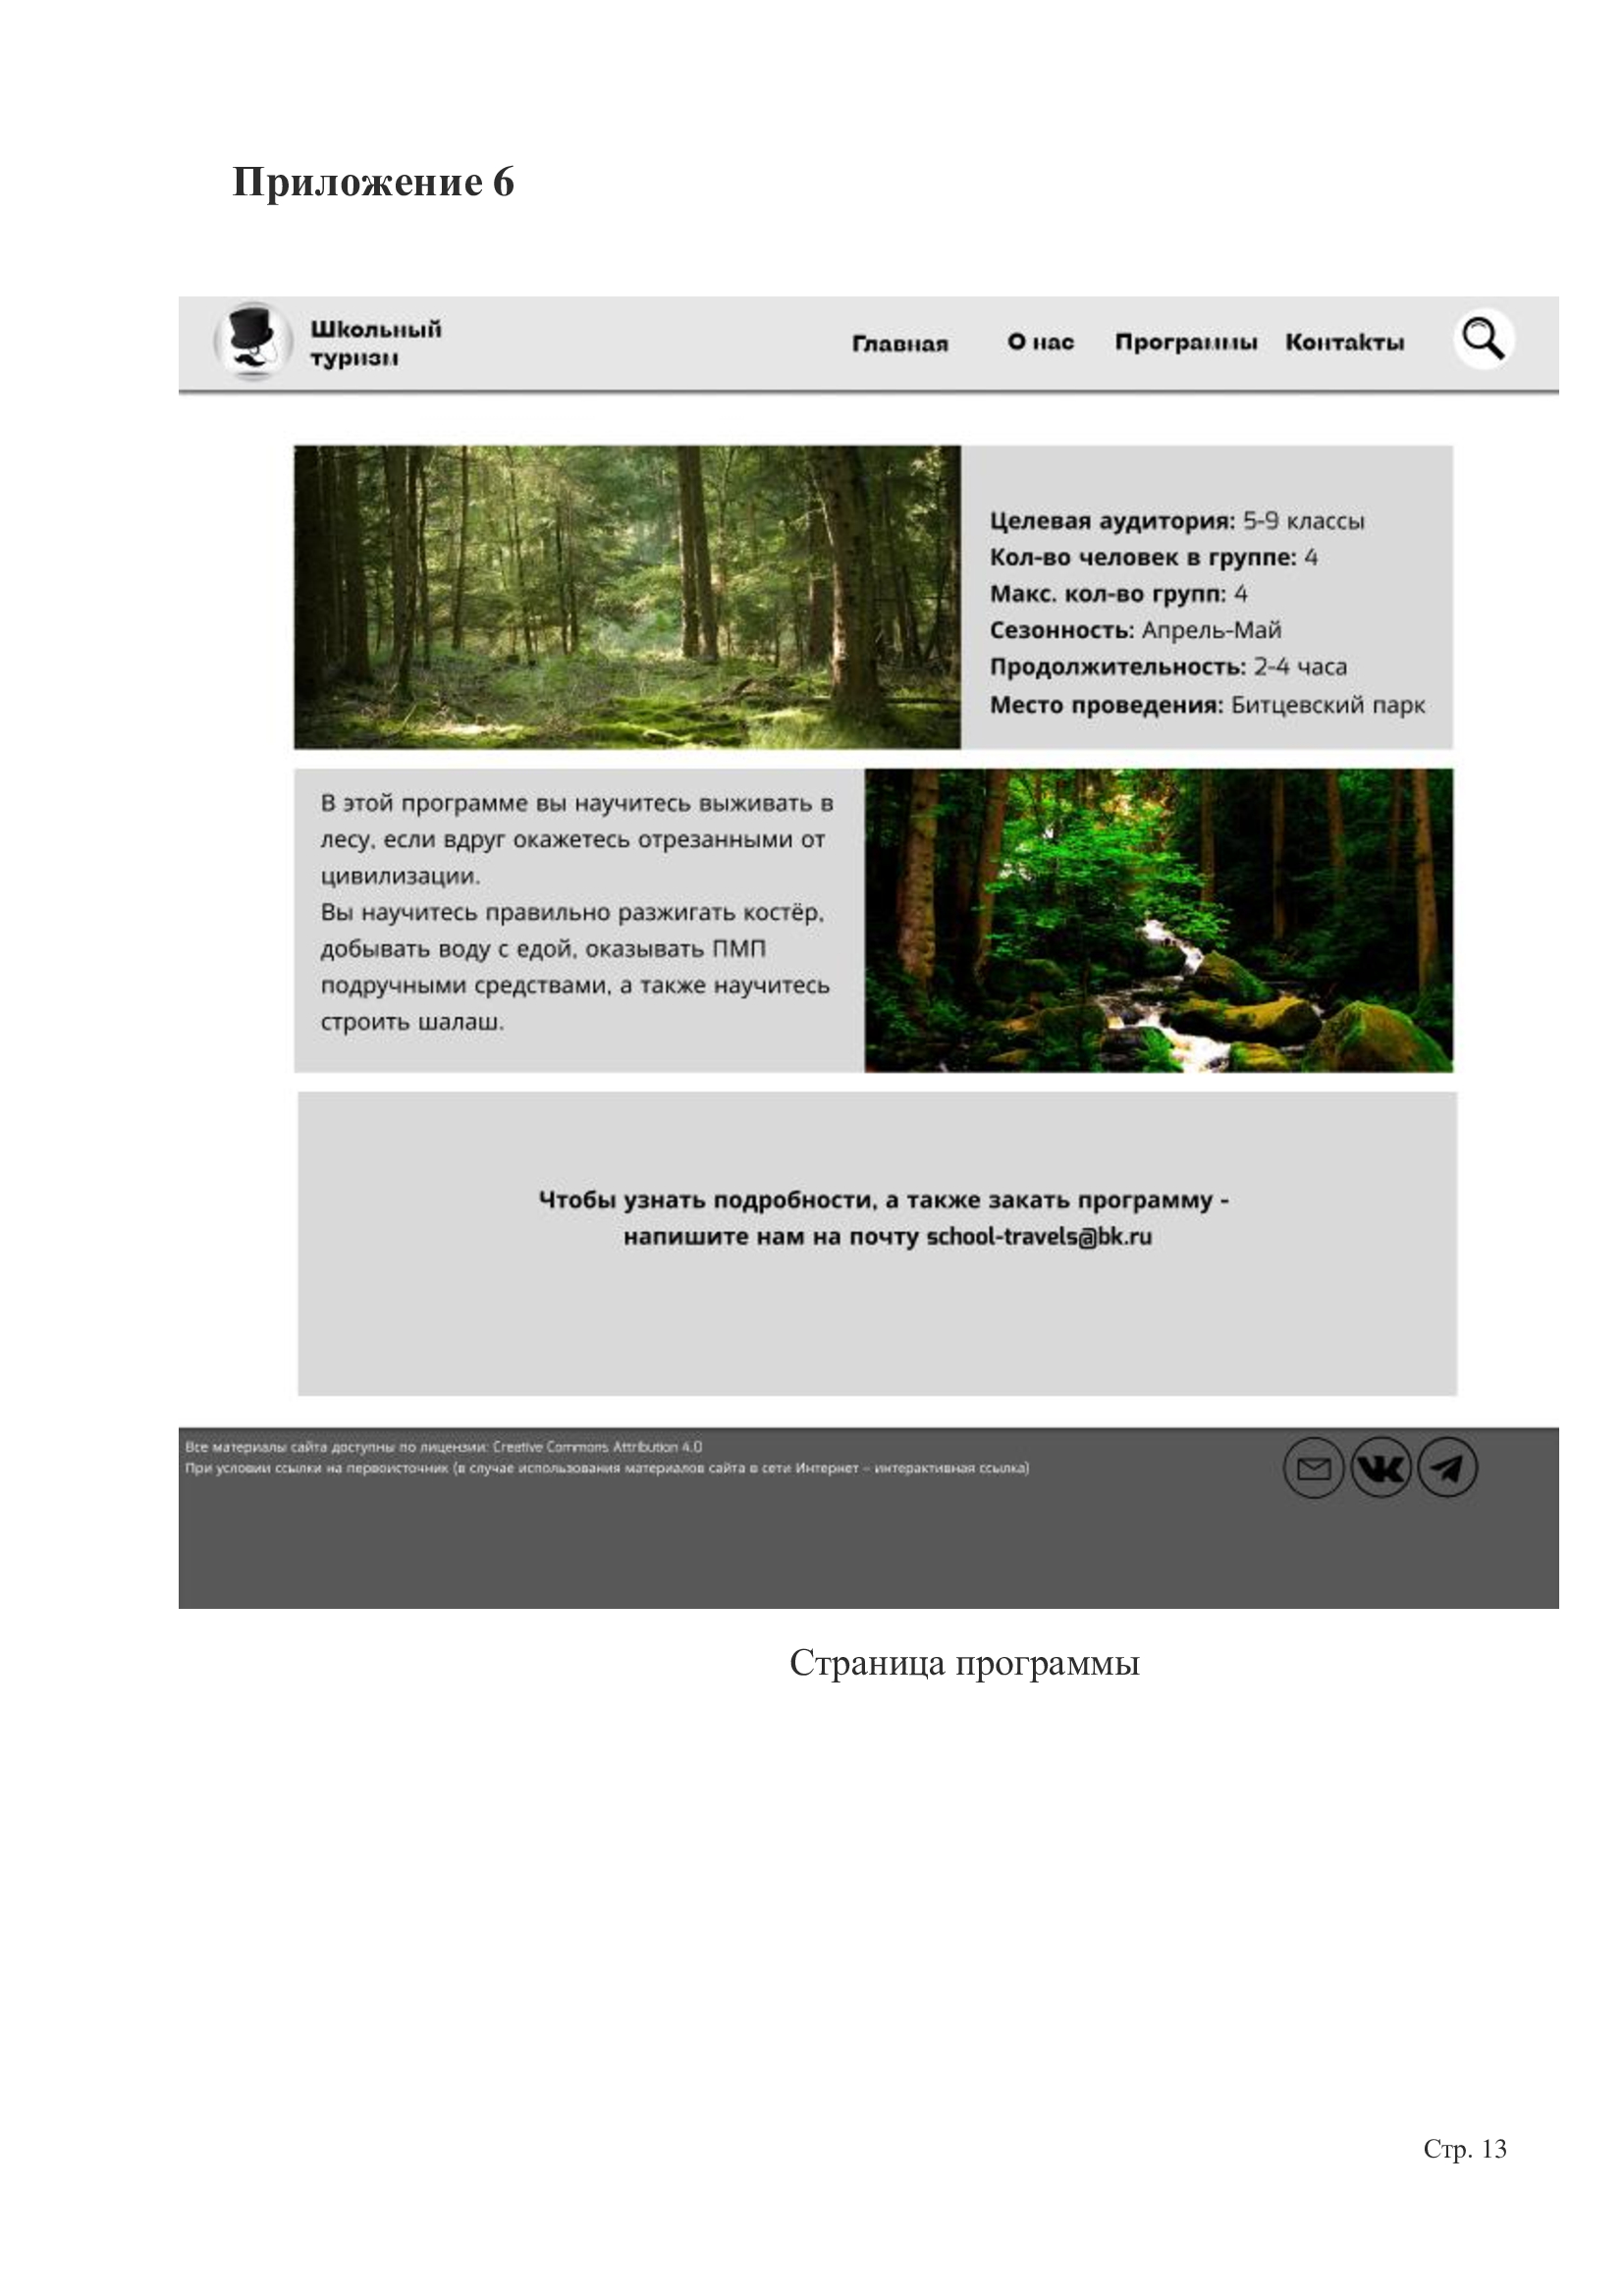 Приложение 6
Школьный
туризм
Главная О нас Программы Контакты
Целевая аудитория: 5-9 классы
Кол-во человек в группе: 4
Макс. кол-во групп: 4
Сезонность: Апрель-Май
Продолжительность: 2-4 часа
Место проведения: Битцевский парк
В этой программе вы научитесь выживать в
лесу, если вдруг окажетесь отрезанными от
цивилизации.
Вы научитесь правильно разжигать костёр,
добывать воду с едой, оказывать ПМП
подручными средствами, а также научитесь
строить шалаш.
Чтобы узнать подробности, а также закать программу -
напишите нам на почту school-travels@bk.ru
Все материалы сайта доступны по лицензии: Creative Commons Attribution 4.0
При условии ссылки на первоисточник (в случае использования материалов сайта в сети Интернет – интерактивная ссылка)
Страница программы
Стр. 13